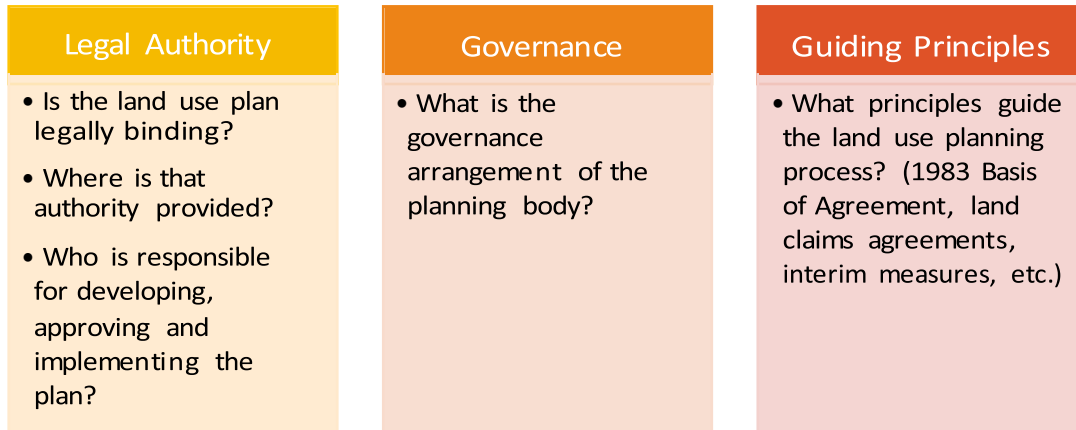 Legal Authority
• Is the land use plan
legally binding?
• Where is that
authority provided?
• Who is responsible
for developing,
approving and
implementing the
plan?
Governance
• What is the
governance
arrangement of the
planning body?
Guiding Principles
• What principles guide
the land use planning
process? (1983 Basis
of Agreement, land
claims agreements,
interim measures, etc.)